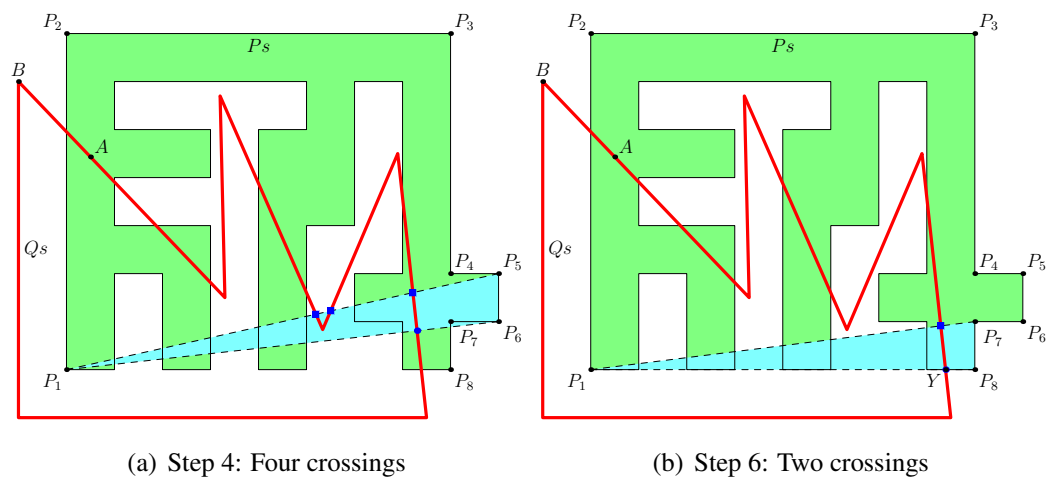 P2 P3
Ps
B
A
Qs
P4 P5
P7 P6
P1 P8
(a) Step 4: Four crossings
P2 P3
Ps
B
A
Qs
P4 P5
P7 P6
P1 Y P8
(b) Step 6: Two crossings